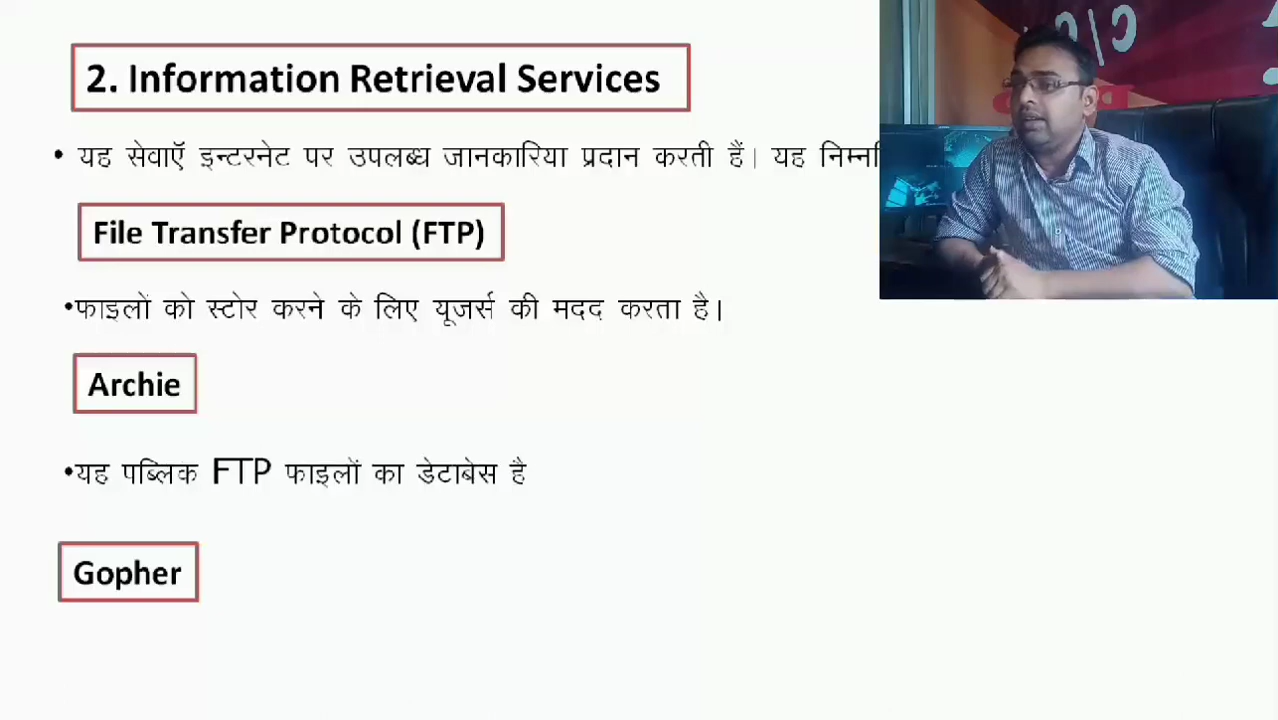 2. Information Retrieval Services
• यह सेवाएँ इन्टरनेट पर उपलब्ध जानकारिया प्रदान करती हैं। यह
File Transfer Protocol (FTP)
•फाइलों को स्टोर करने के लिए यूजर्स की मदद करता है।
Archie
•यह पब्लिक FTP फाइलों का डेटाबेस है
Gopher